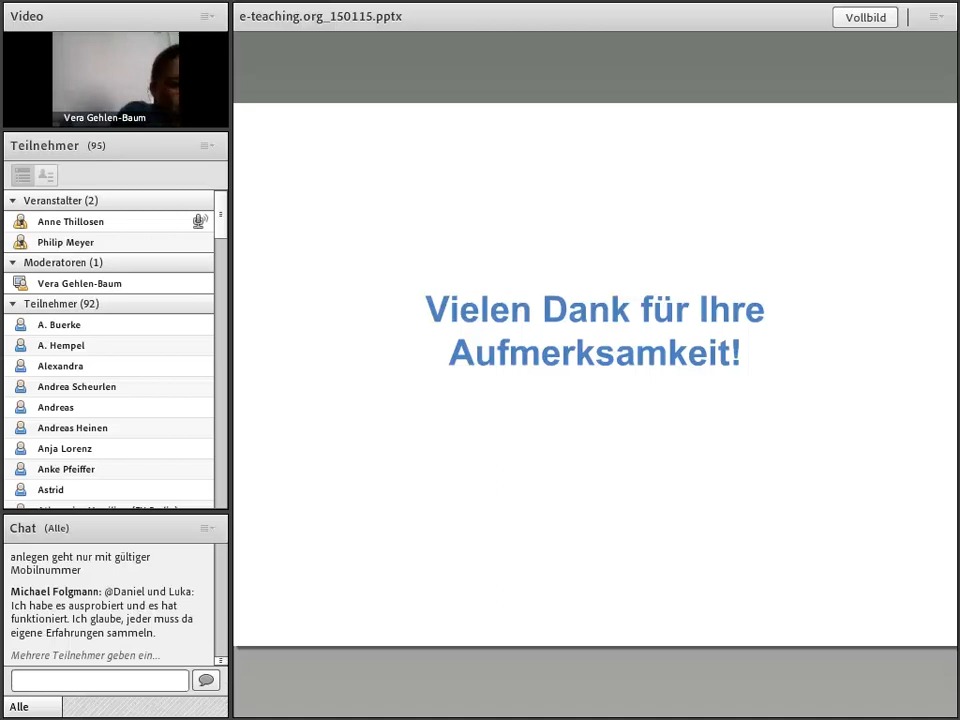 Video
Vera Gehlen-Baum
Teilnehmer (95)
Veranstalter (2)
Anne Thillosen
Philip Meyer
Moderatoren (1)
Vera Gehlen-Baum
Teilnehmer (92)
A. Buerke
A. Hempel
Alexandra
Andrea Scheurlen
Andreas
Andreas Heinen
Anja Lorenz
Anke Pfeiffer
Astrid
Chat (Alle)
anlegen geht nur mit gültiger
Mobilnummer
Michael Folgmann: @Daniel und Luka:
Ich habe es ausprobiert und es hat
funktioniert. Ich glaube, jeder muss da
eigene Erfahrungen sammeln.
Mehrere Teilnehmer geben ein...
Alle
e-teaching.org_150115.pptx
Vollbild
Vielen Dank für Ihre
Aufmerksamkeit!